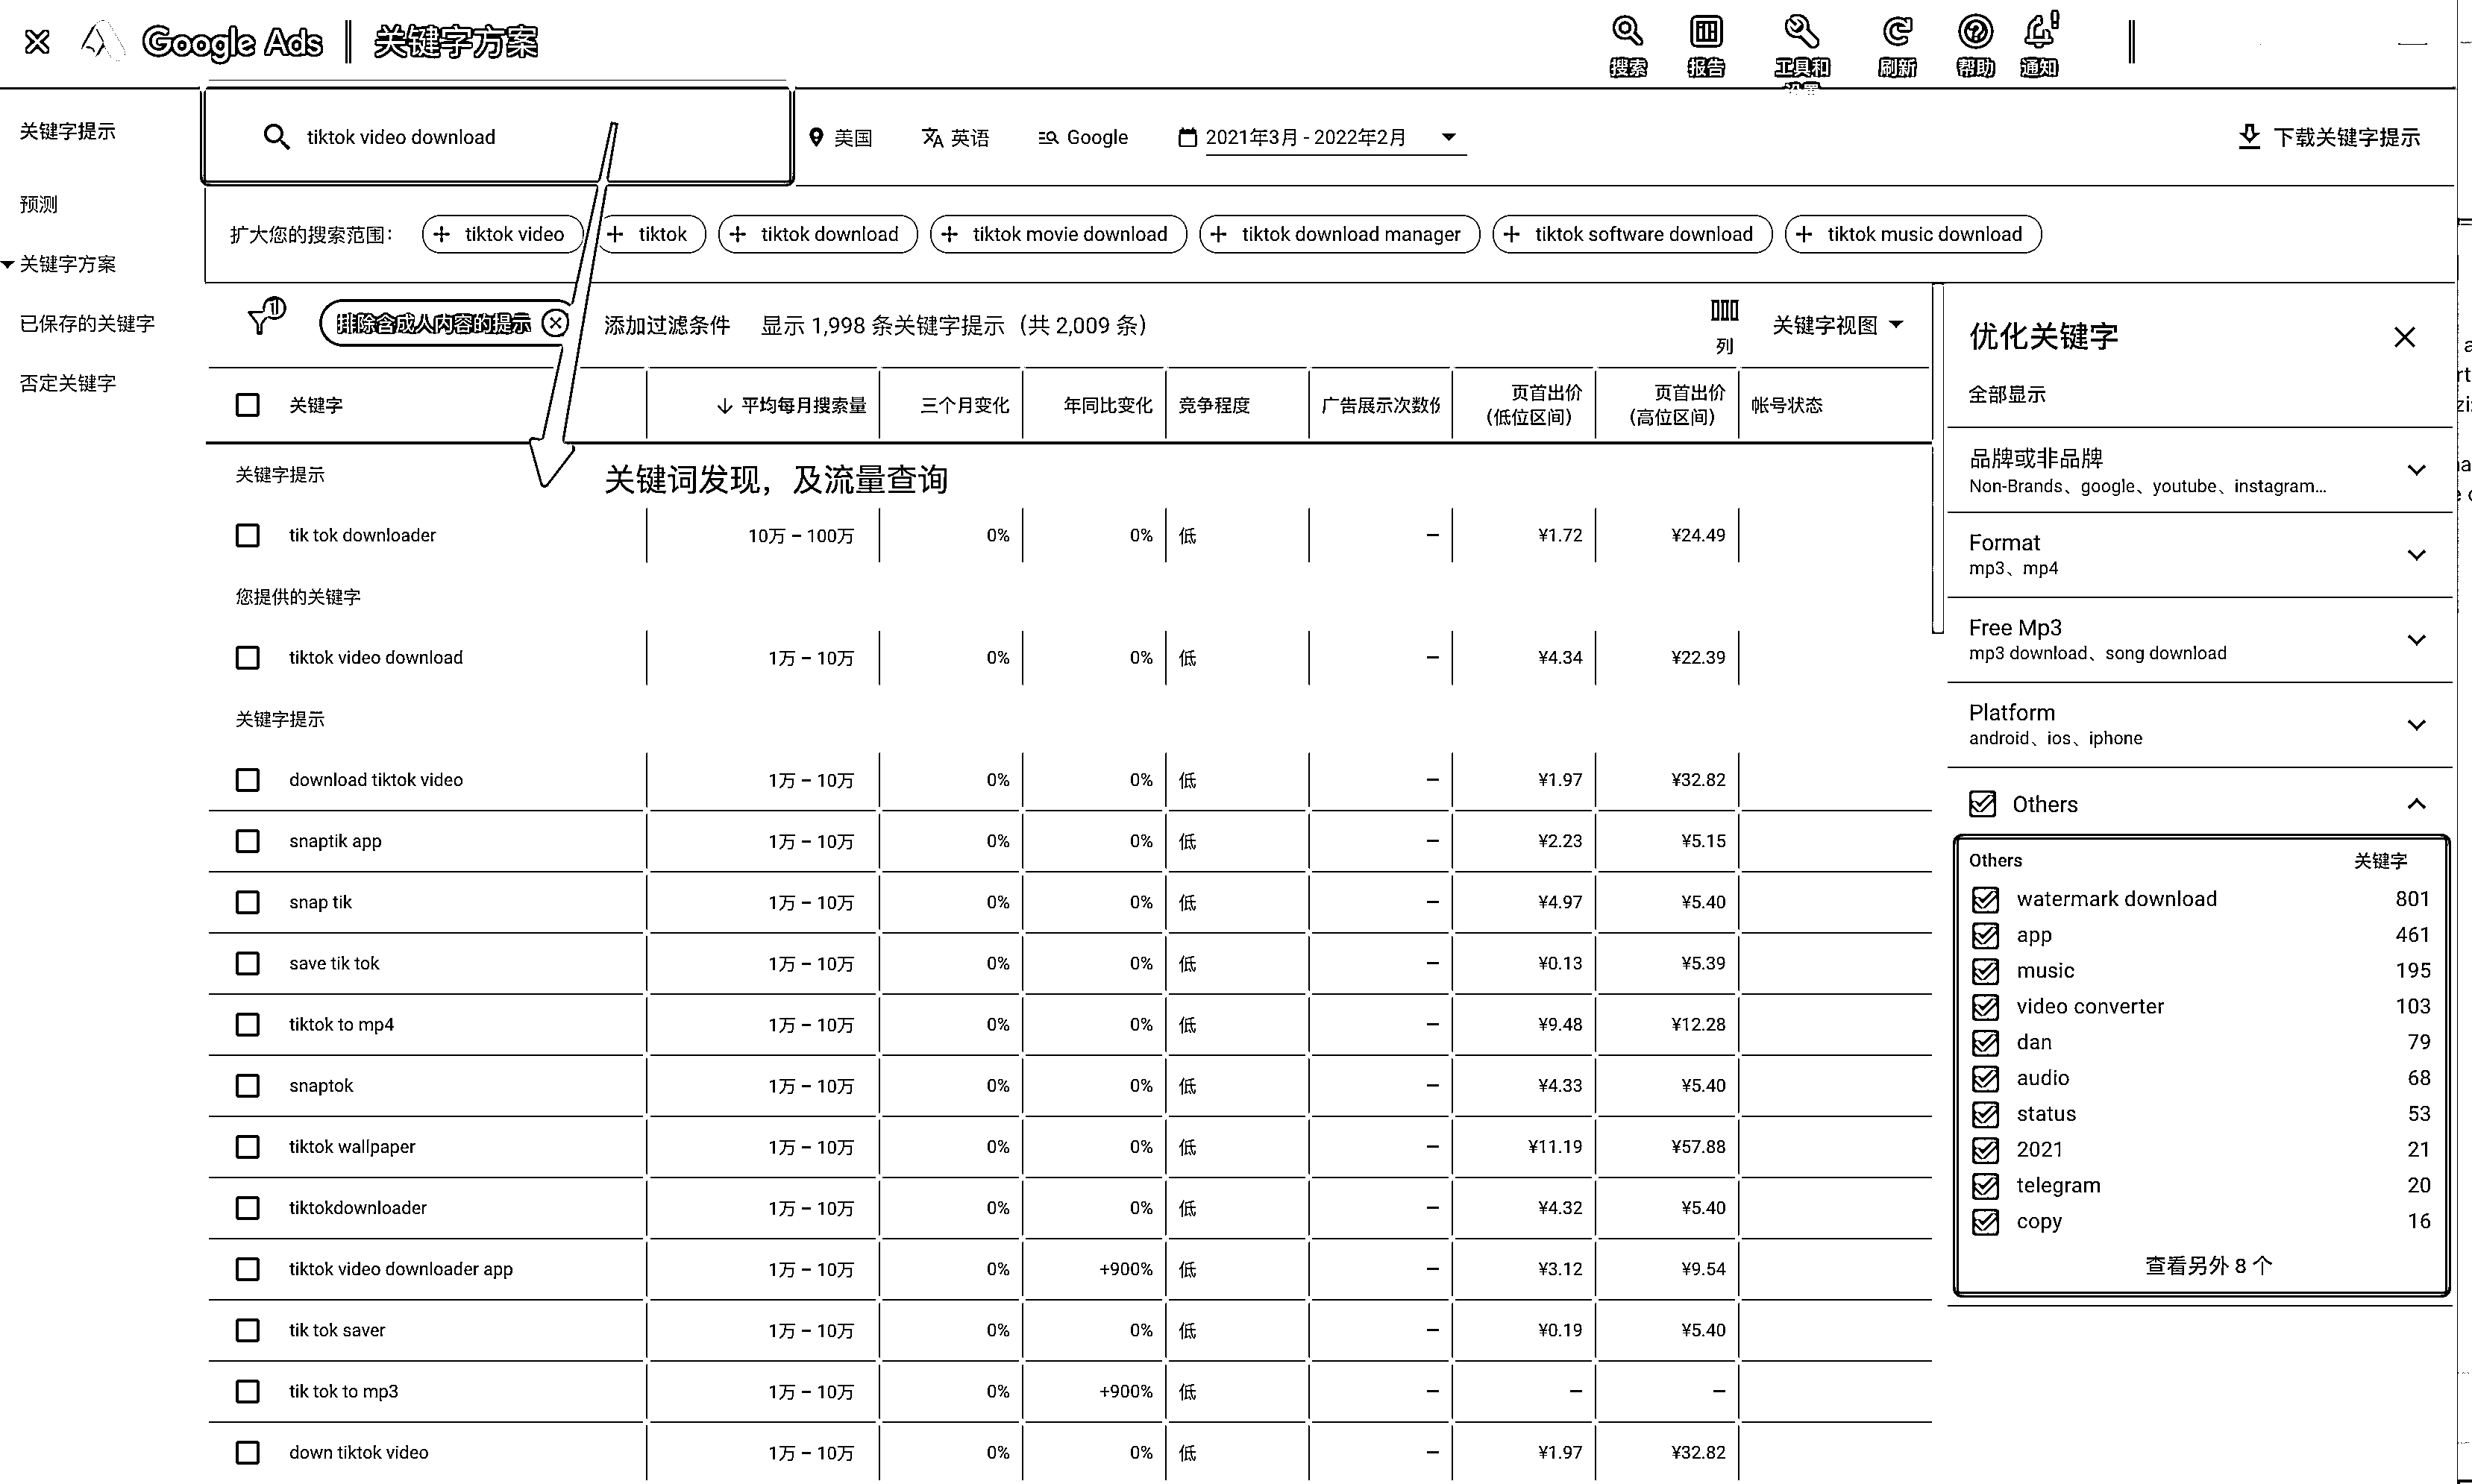 Google Ads | 关键字方案
搜索 报告 工具和 刷新 帮助 通知
关键字提示
预测
关键字方案
已保存的关键字
否定关键字
tiktok video download 美国 英语 Google 2021年3月 - 2022年2月 下载关键字提示
扩大您的搜索范围： tiktok video tiktok tiktok download tiktok movie download tiktok download manager tiktok software download tiktok music download
1 排除含成人内容的提示 添加过滤条件 显示 1,998 条关键字提示（共 2,009 条） 列 关键字视图
关键字 平均每月搜索量 三个月变化 年同比变化 竞争程度 广告展示次数份 页首出价（低位区间） 页首出价（高位区间） 帐号状态
关键字提示
关键词发现，及流量查询
tik tok downloader 10万 – 100万 0% 0% 低 – ¥1.72 ¥24.49
您提供的关键字
tiktok video download 1万 – 10万 0% 0% 低 – ¥4.34 ¥22.39
关键字提示
download tiktok video 1万 – 10万 0% 0% 低 – ¥1.97 ¥32.82
snaptik app 1万 – 10万 0% 0% 低 – ¥2.23 ¥5.15
snap tik 1万 – 10万 0% 0% 低 – ¥4.97 ¥5.40
save tik tok 1万 – 10万 0% 0% 低 – ¥0.13 ¥5.39
tiktok to mp4 1万 – 10万 0% 0% 低 – ¥9.48 ¥12.28
snaptok 1万 – 10万 0% 0% 低 – ¥4.33 ¥5.40
tiktok wallpaper 1万 – 10万 0% 0% 低 – ¥11.19 ¥57.88
tiktokdownloader 1万 – 10万 0% 0% 低 – ¥4.32 ¥5.40
tiktok video downloader app 1万 – 10万 0% +900% 低 – ¥3.12 ¥9.54
tik tok saver 1万 – 10万 0% 0% 低 – ¥0.19 ¥5.40
tik tok to mp3 1万 – 10万 0% +900% 低 – – –
down tiktok video 1万 – 10万 0% 0% 低 – ¥1.97 ¥32.82
优化关键字
全部显示
品牌或非品牌
Non-Brands、google、youtube、instagram...
Format
mp3、mp4
Free Mp3
mp3 download、song download
Platform
android、ios、iphone
Others
Others 关键字
watermark download 801
app 461
music 195
video converter 103
dan 79
audio 68
status 53
2021 21
telegram 20
copy 16
查看另外 8 个